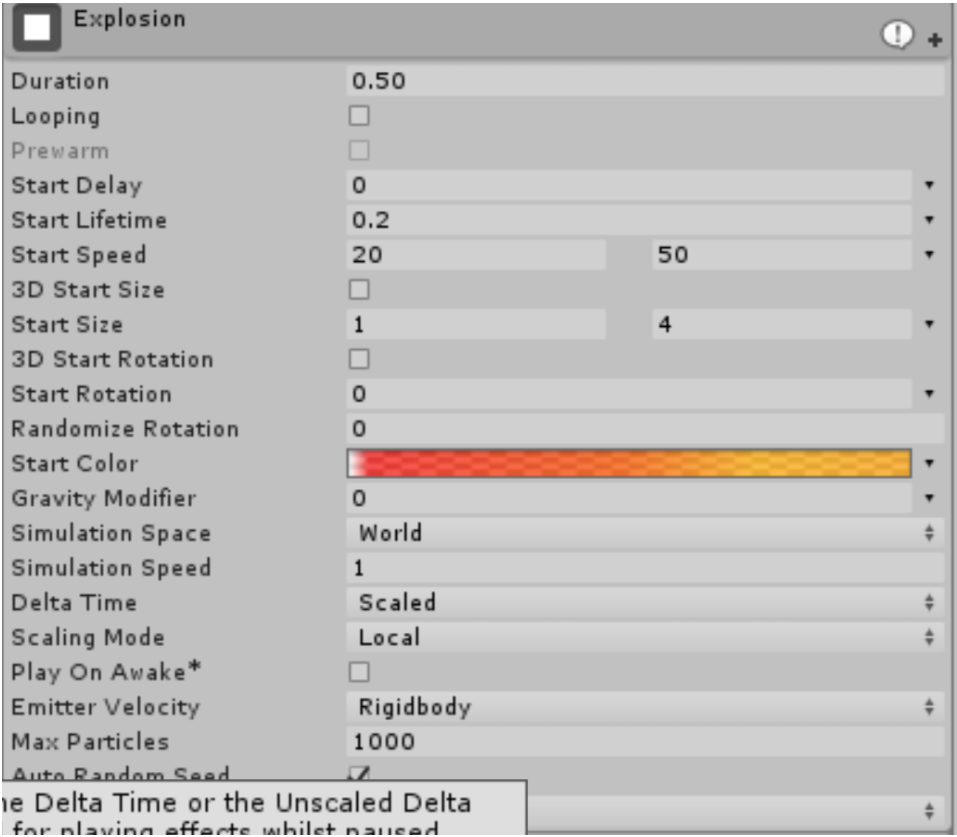 Explosion
Duration 0.50
Looping
Prewarm
Start Delay 0
Start Lifetime 0.2
Start Speed 20 50
3D Start Size
Start Size 1 4
3D Start Rotation
Start Rotation 0
Randomize Rotation 0
Start Color
Gravity Modifier 0
Simulation Space World
Simulation Speed 1
Delta Time Scaled
Scaling Mode Local
Play On Awake*
Emitter Velocity Rigidbody
Max Particles 1000
Auto Random Seed
ne Delta Time or the Unscaled Delta
for playing effects whilst paused